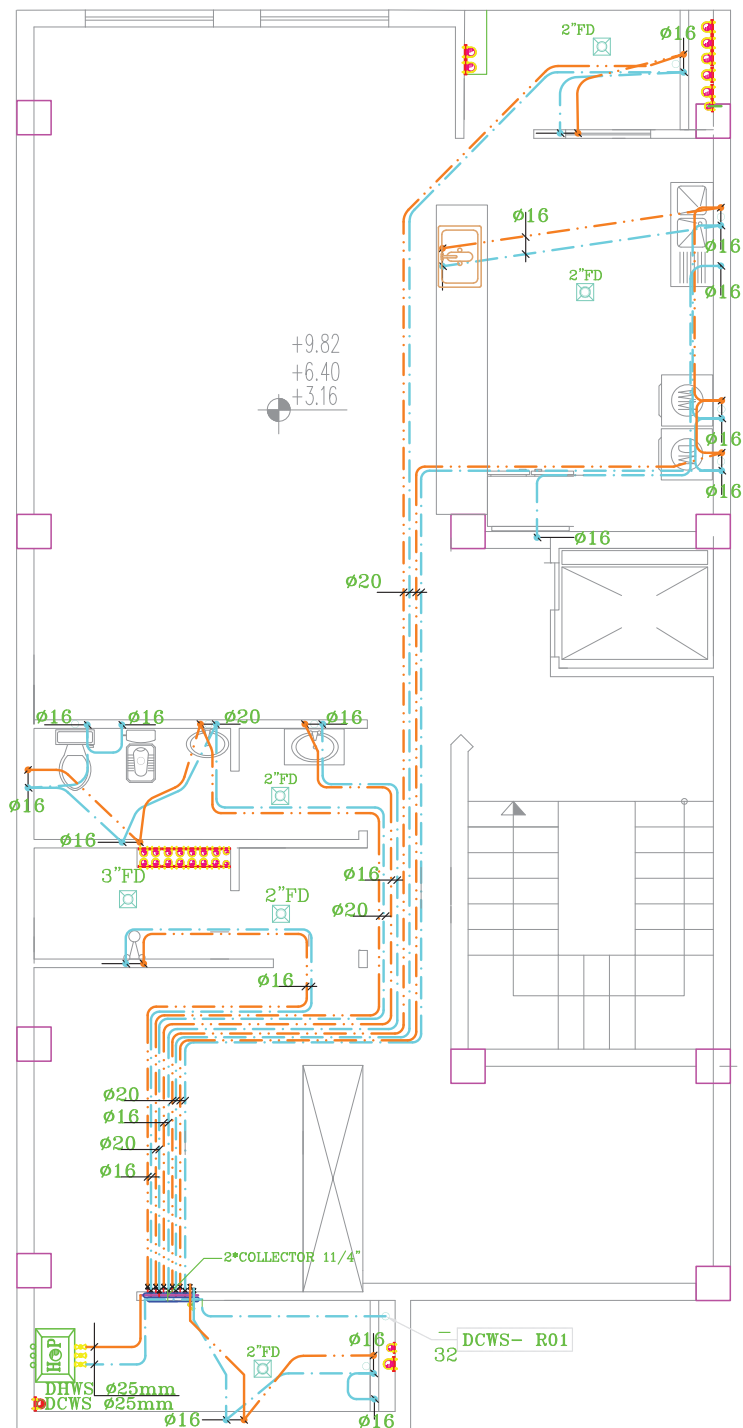 2"FD
ø16
ø16
ø16
2"FD
ø16
+9.82
+6.40
+3.16
ø16
ø16
ø16
ø20
ø16
ø16
ø20
ø16
2"FD
ø16
ø16
3"FD
ø16
2"FD
ø20
ø16
ø20
ø16
ø20
ø16
2*COLLECTOR 11/4"
DCWS- R01
32
ø16
2"FD
DHWS ø25mm
DCWS ø25mm
ø16
ø16